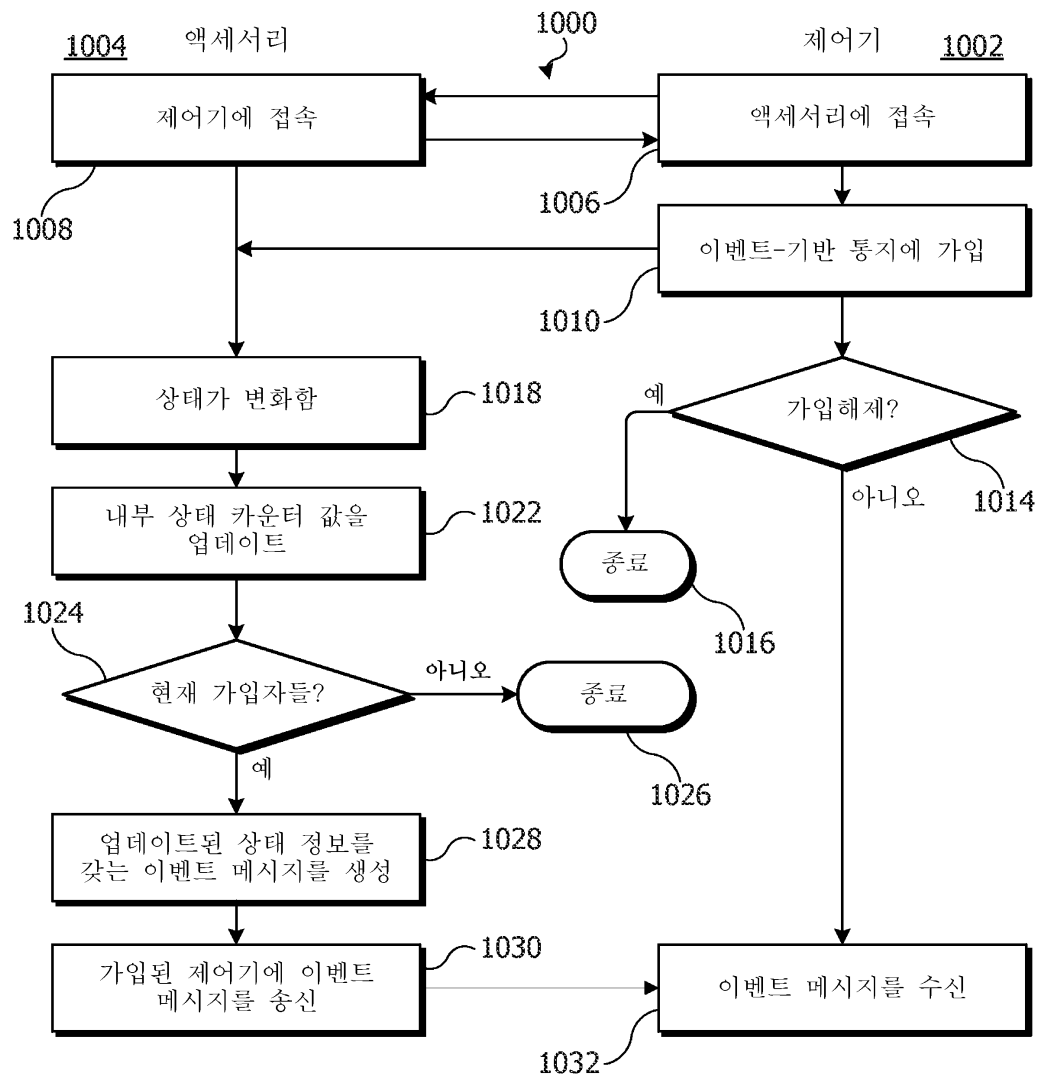 1000
1004 액세서리
제어기 1002
제어기에 접속
액세서리에 접속
1008
1006
이벤트-기반 통지에 가입
1010
상태가 변화함
1018
예
가입해제?
1014
아니오
내부 상태 카운터 값을
업데이트
1022
종료
1016
1024
현재 가입자들?
아니오
종료
1026
예
업데이트된 상태 정보를
갖는 이벤트 메시지를 생성
1028
가입된 제어기에 이벤트
메시지를 송신
1030
이벤트 메시지를 수신
1032